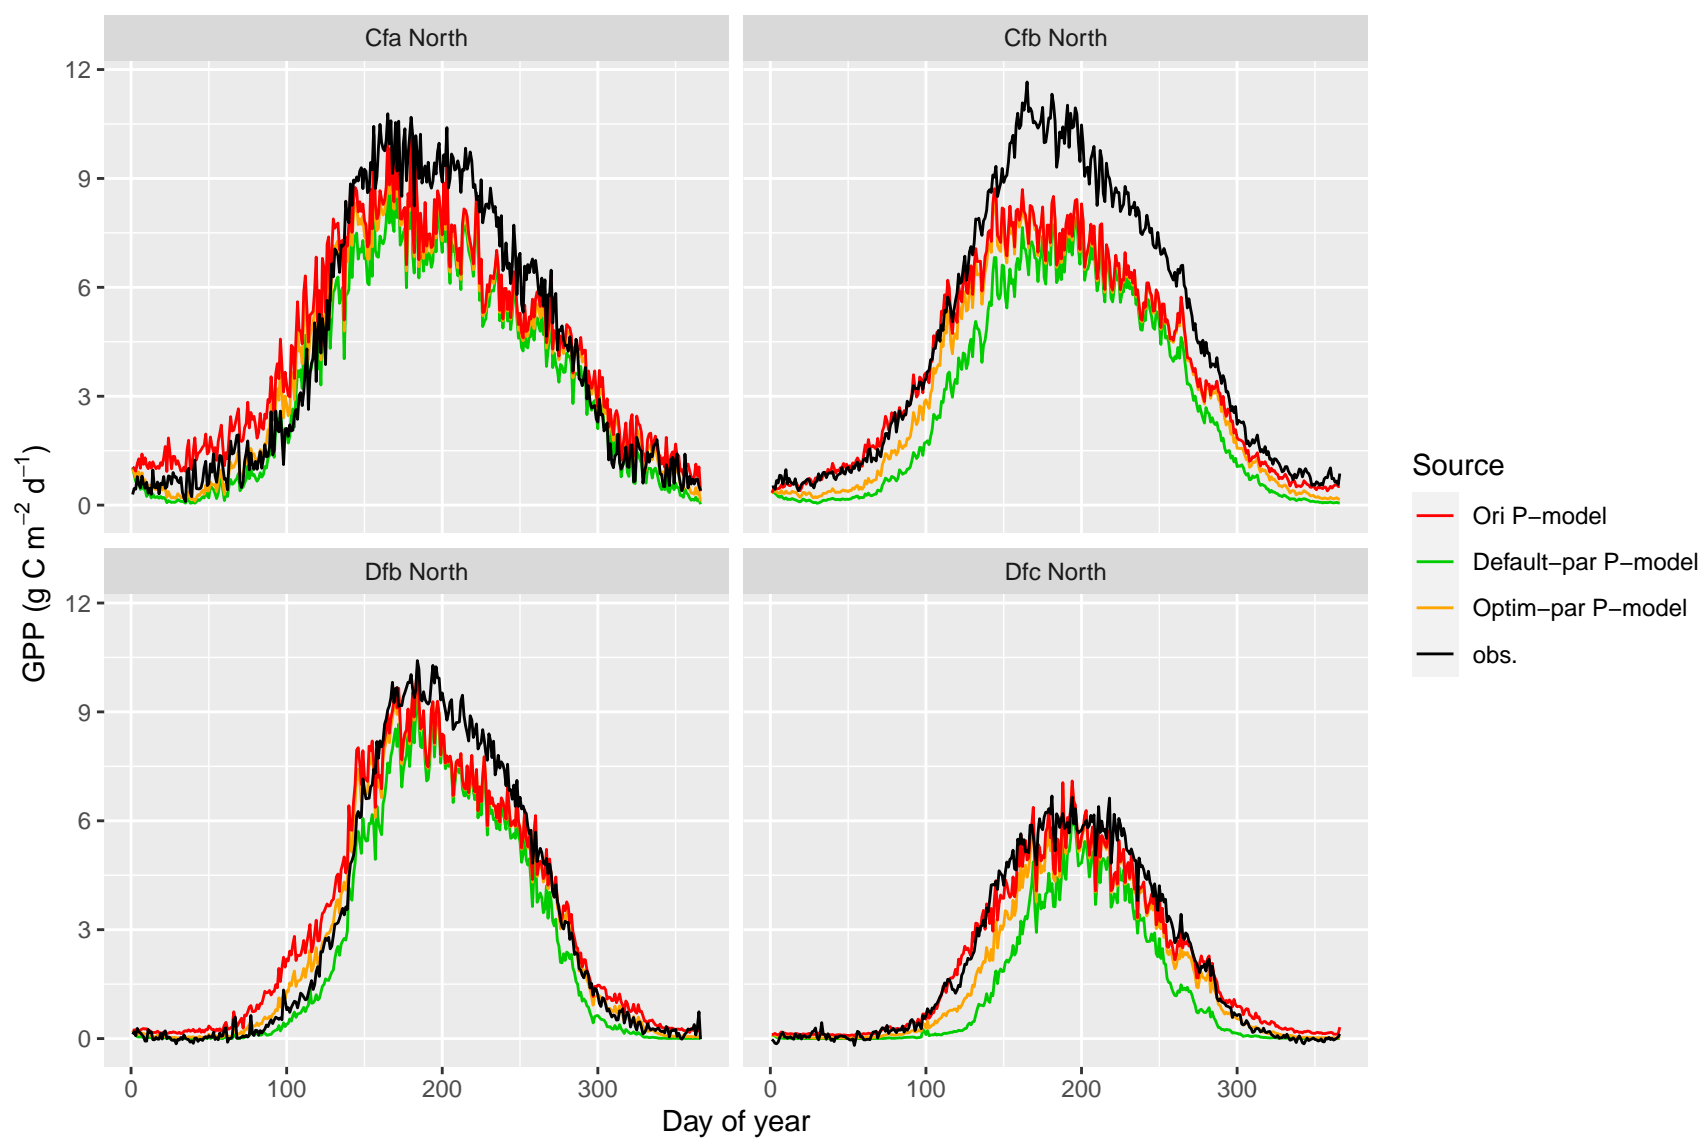 Cfa North
Cfb North
12
9
6
3
0
Dfb North
Dfc North
12
9
6
3
0
0
100
200
300
0
100
200
300
Day of year
GPP (g C m⁻² d⁻¹)
Source
Ori P−model
Default−par P−model
Optim−par P−model
obs.